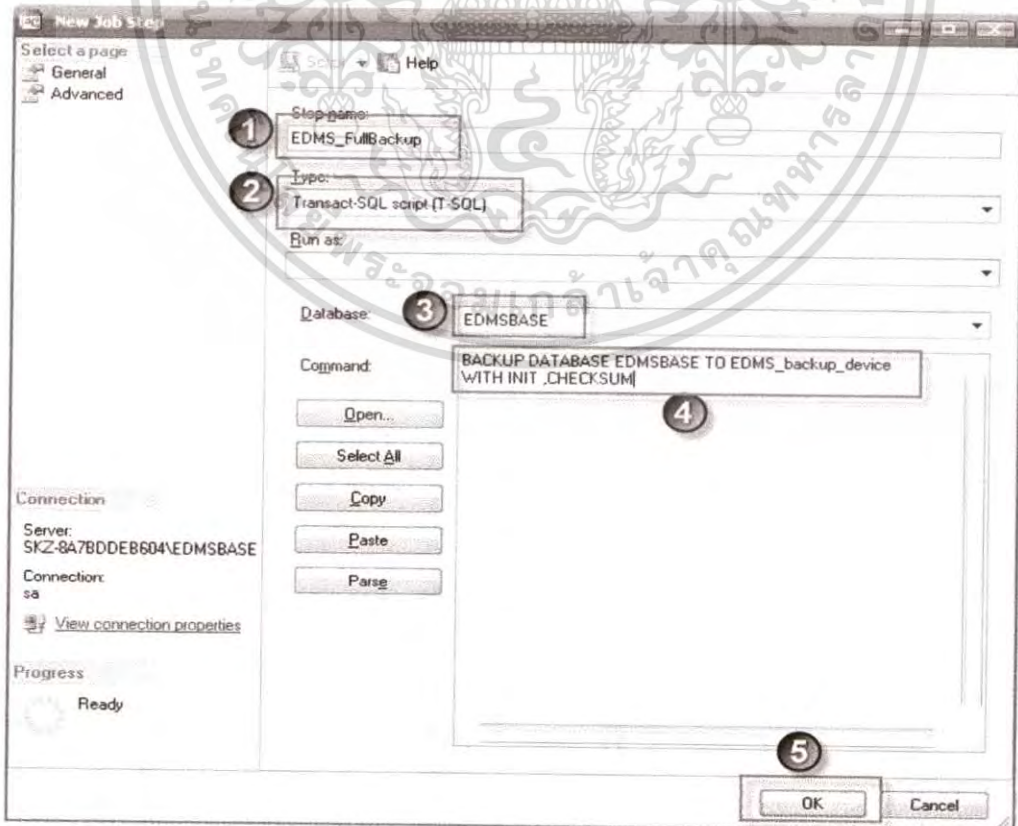 New Job Step
Select a page
General
Advanced
Script Help
Step name:
1
EDMS_FullBackup
Type:
2
Transact-SQL script (T-SQL)
Run as:
Database:
3
EDMSBASE
Command:
BACKUP DATABASE EDMSBASE TO EDMS_backup_device
WITH INIT ,CHECKSUM
4
Open...
Select All
Copy
Paste
Parse
Connection
Server:
SKZ-8A7BDDEB604\EDMSBASE
Connection:
sa
View connection properties
Progress
Ready
5
OK
Cancel